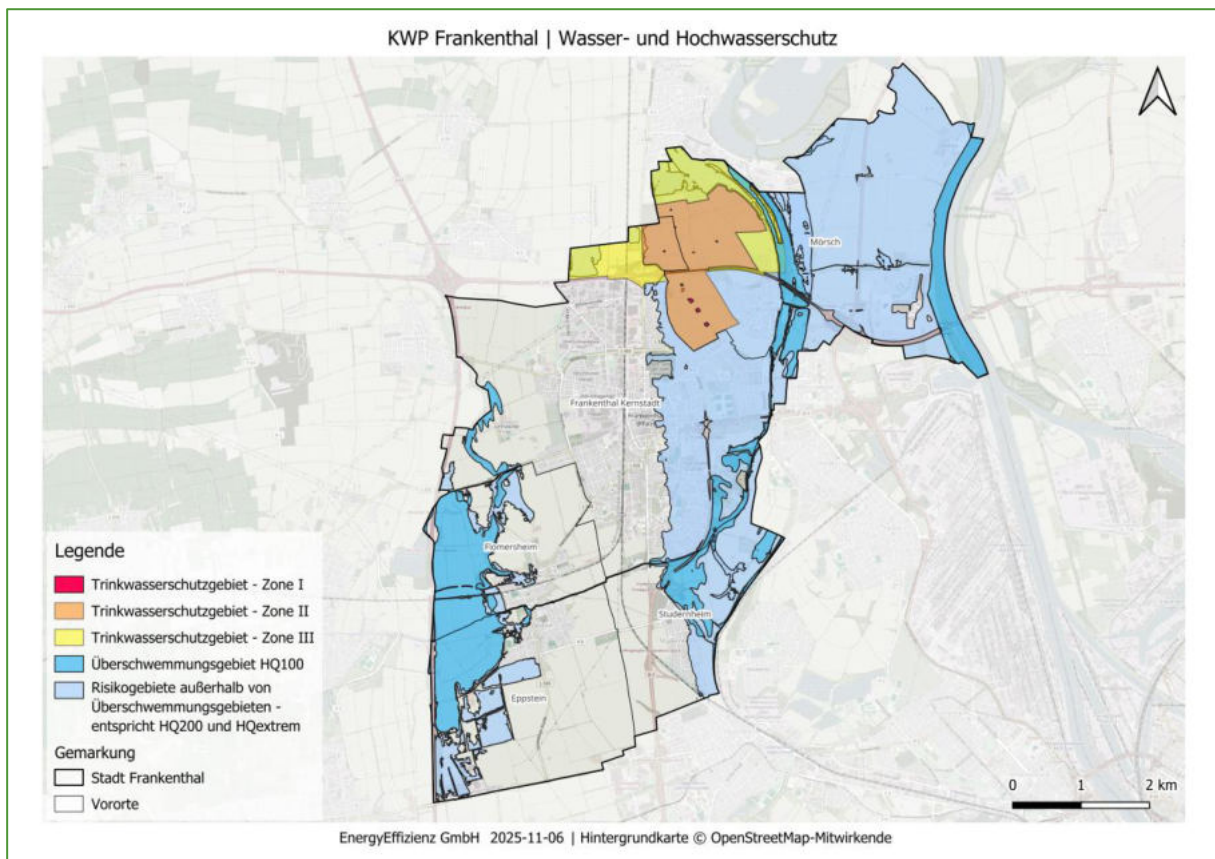 KWP Frankenthal | Wasser- und Hochwasserschutz
Mörsch
Frankenthal Kernstadt
Flomersheim
Studernheim
Eppstein
Legende
Trinkwasserschutzgebiet - Zone I
Trinkwasserschutzgebiet - Zone II
Trinkwasserschutzgebiet - Zone III
Überschwemmungsgebiet HQ100
Risikogebiete außerhalb von
Überschwemmungsgebieten -
entspricht HQ200 und HQextrem
Gemarkung
Stadt Frankenthal
Vororte
0 1 2 km
EnergyEffizienz GmbH 2025-11-06 | Hintergrundkarte © OpenStreetMap-Mitwirkende